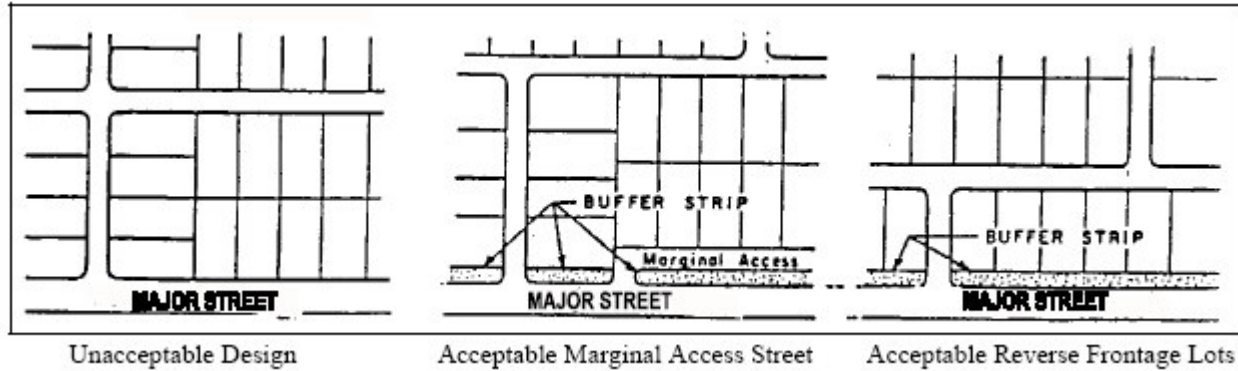 BUFFER STRIP
Marginal Access
MAJOR STREET
MAJOR STREET
BUFFER STRIP
MAJOR STREET
Unacceptable Design
Acceptable Marginal Access Street
Acceptable Reverse Frontage Lots